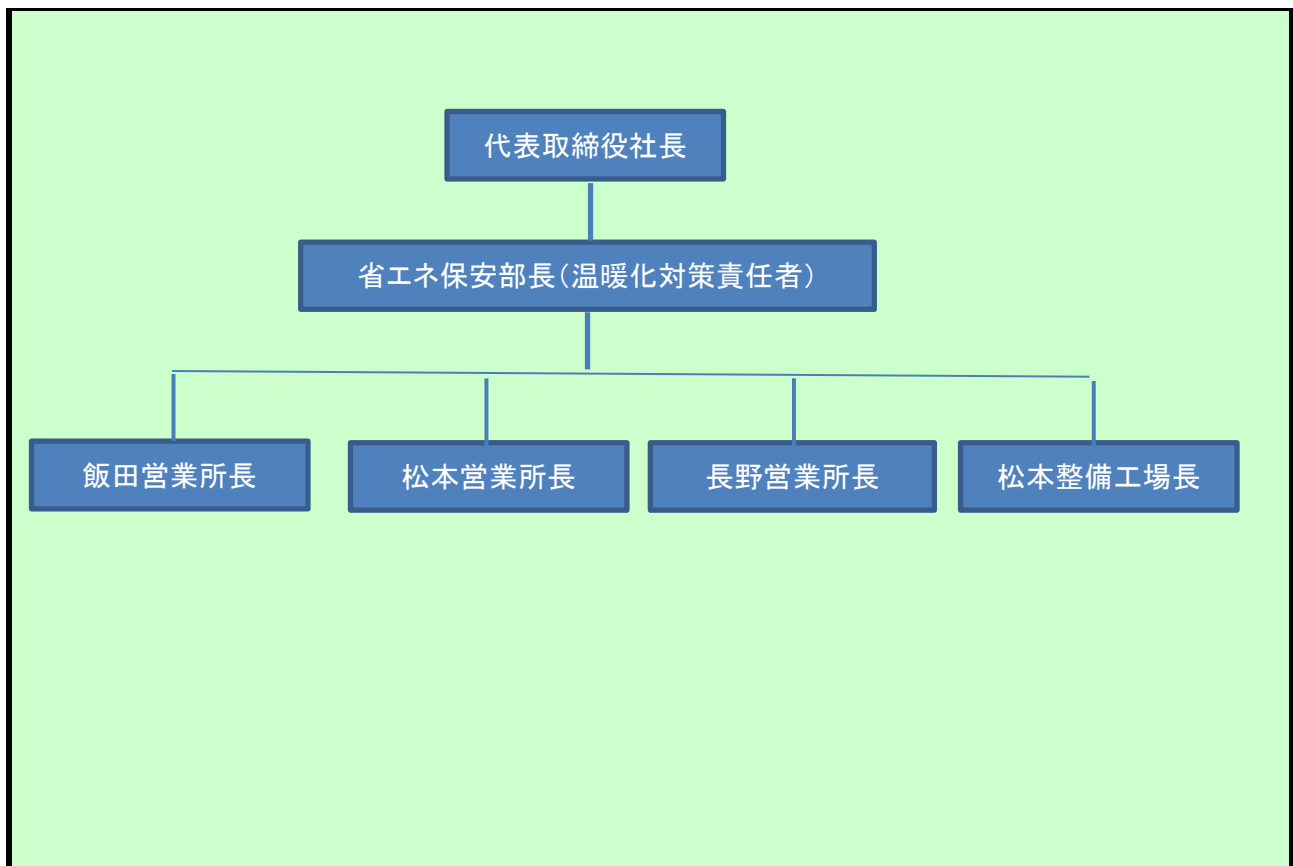 代表取締役社長
省エネ保安部長（温暖化対策責任者）
飯田営業所長
松本営業所長
長野営業所長
松本整備工場長